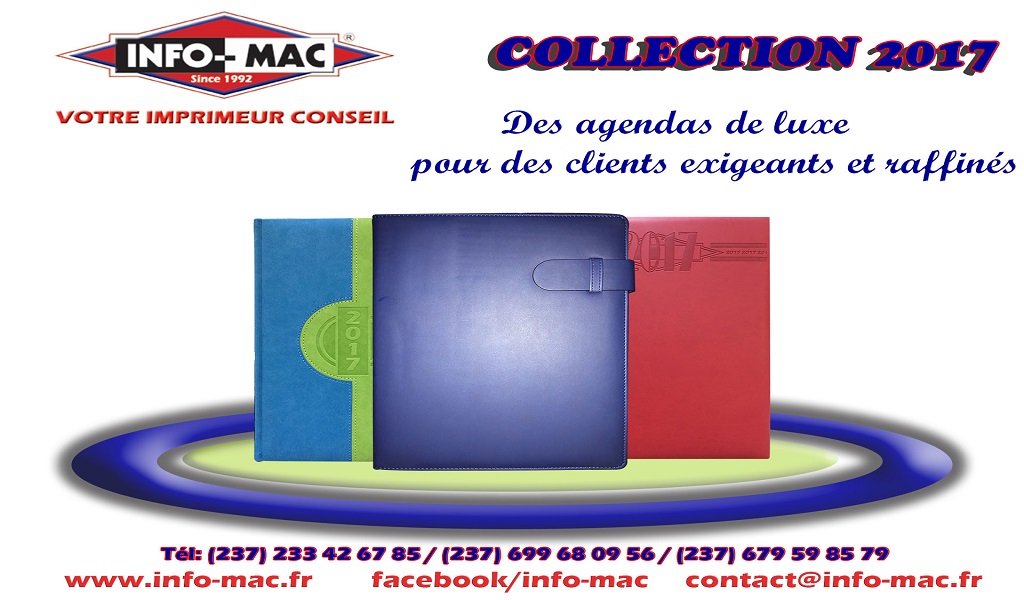 INFO-MAC®
Since 1992
VOTRE IMPRIMEUR CONSEIL
COLLECTION 2017
Des agendas de luxe
pour des clients exigeants et raffinés
2017
2017
Tél: (237) 233 42 67 85 / (237) 699 68 09 56 / (237) 679 59 85 79
www.info-mac.fr facebook/info-mac contact@info-mac.fr